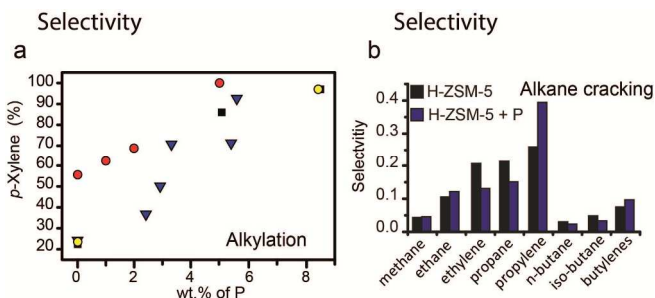 Selectivity
a
p-Xylene (%)
100
90
80
70
60
50
40
30
20
0 2 4 6 8
wt.% of P
Alkylation
Selectivity
b
Selectvitiy
0.4
0.3
0.2
0.1
0.0
H-ZSM-5
H-ZSM-5 + P
Alkane cracking
methane
ethane
ethylene
propane
propylene
n-butane
iso-butane
butylenes